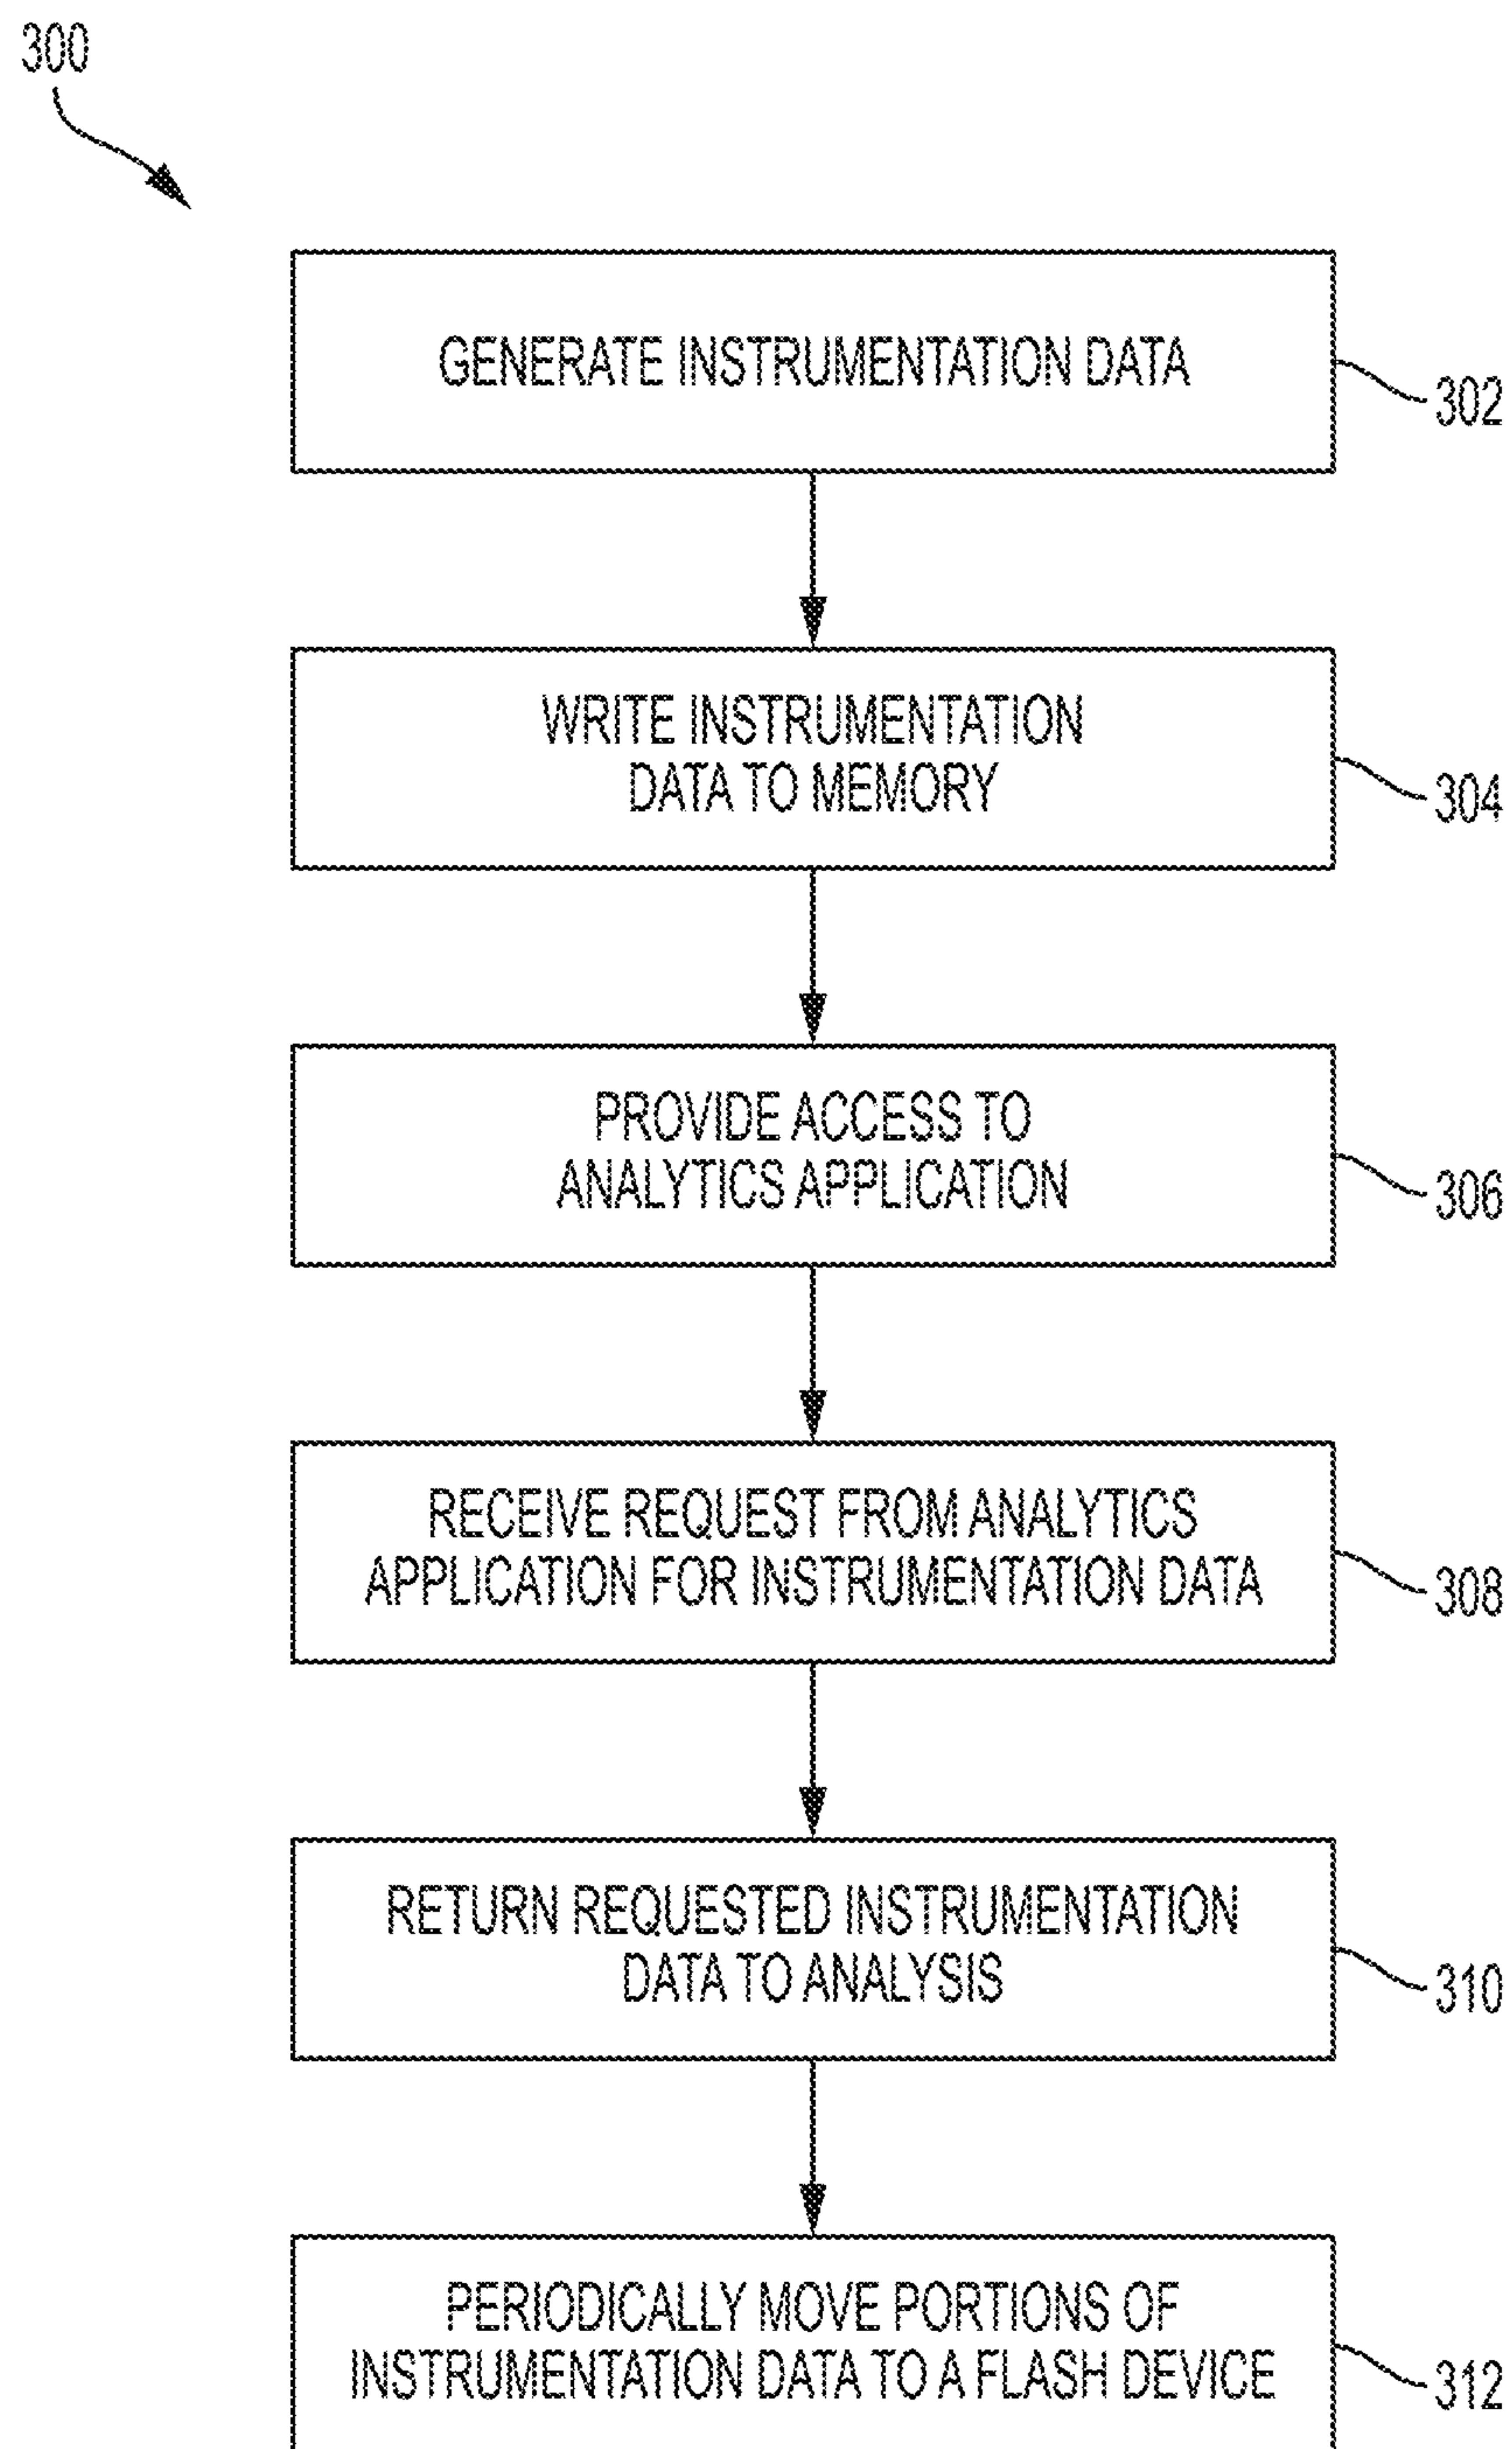 300
GENERATE INSTRUMENTATION DATA
302
WRITE INSTRUMENTATION
DATA TO MEMORY
304
PROVIDE ACCESS TO
ANALYTICS APPLICATION
306
RECEIVE REQUEST FROM ANALYTICS
APPLICATION FOR INSTRUMENTATION DATA
308
RETURN REQUESTED INSTRUMENTATION
DATA TO ANALYSIS
310
PERIODICALLY MOVE PORTIONS OF
INSTRUMENTATION DATA TO A FLASH DEVICE
312